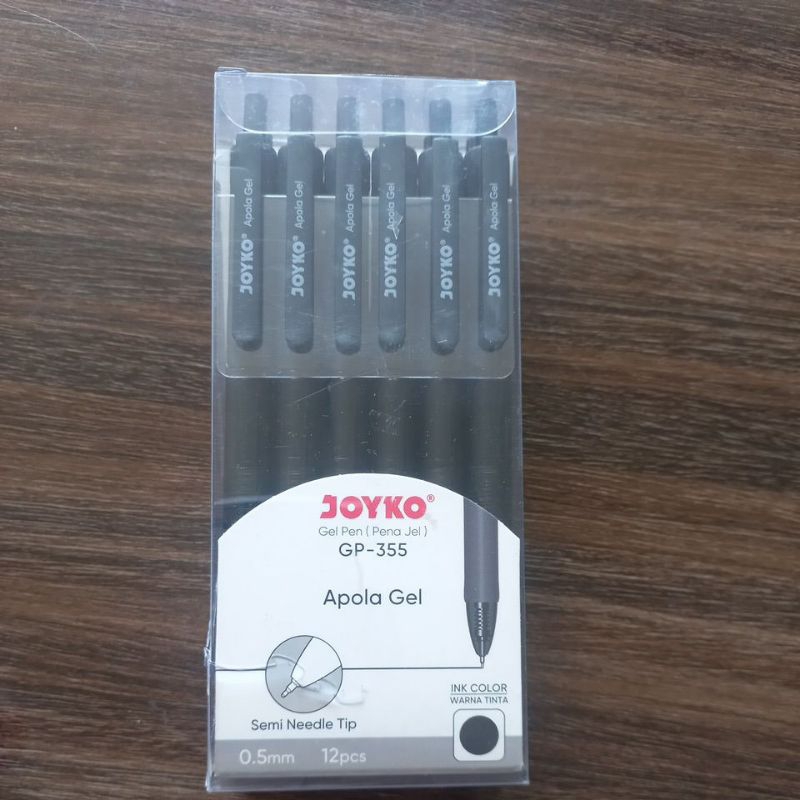 JOYKO® Apola Gel
JOYKO® Apola Gel
JOYKO® Apola Gel
JOYKO® Apola Gel
JOYKO® Apola Gel
JOYKO® Apola Gel
JOYKO®
Gel Pen ( Pena Jel )
GP-355
Apola Gel
Semi Needle Tip
INK COLOR
WARNA TINTA
0.5mm 12pcs